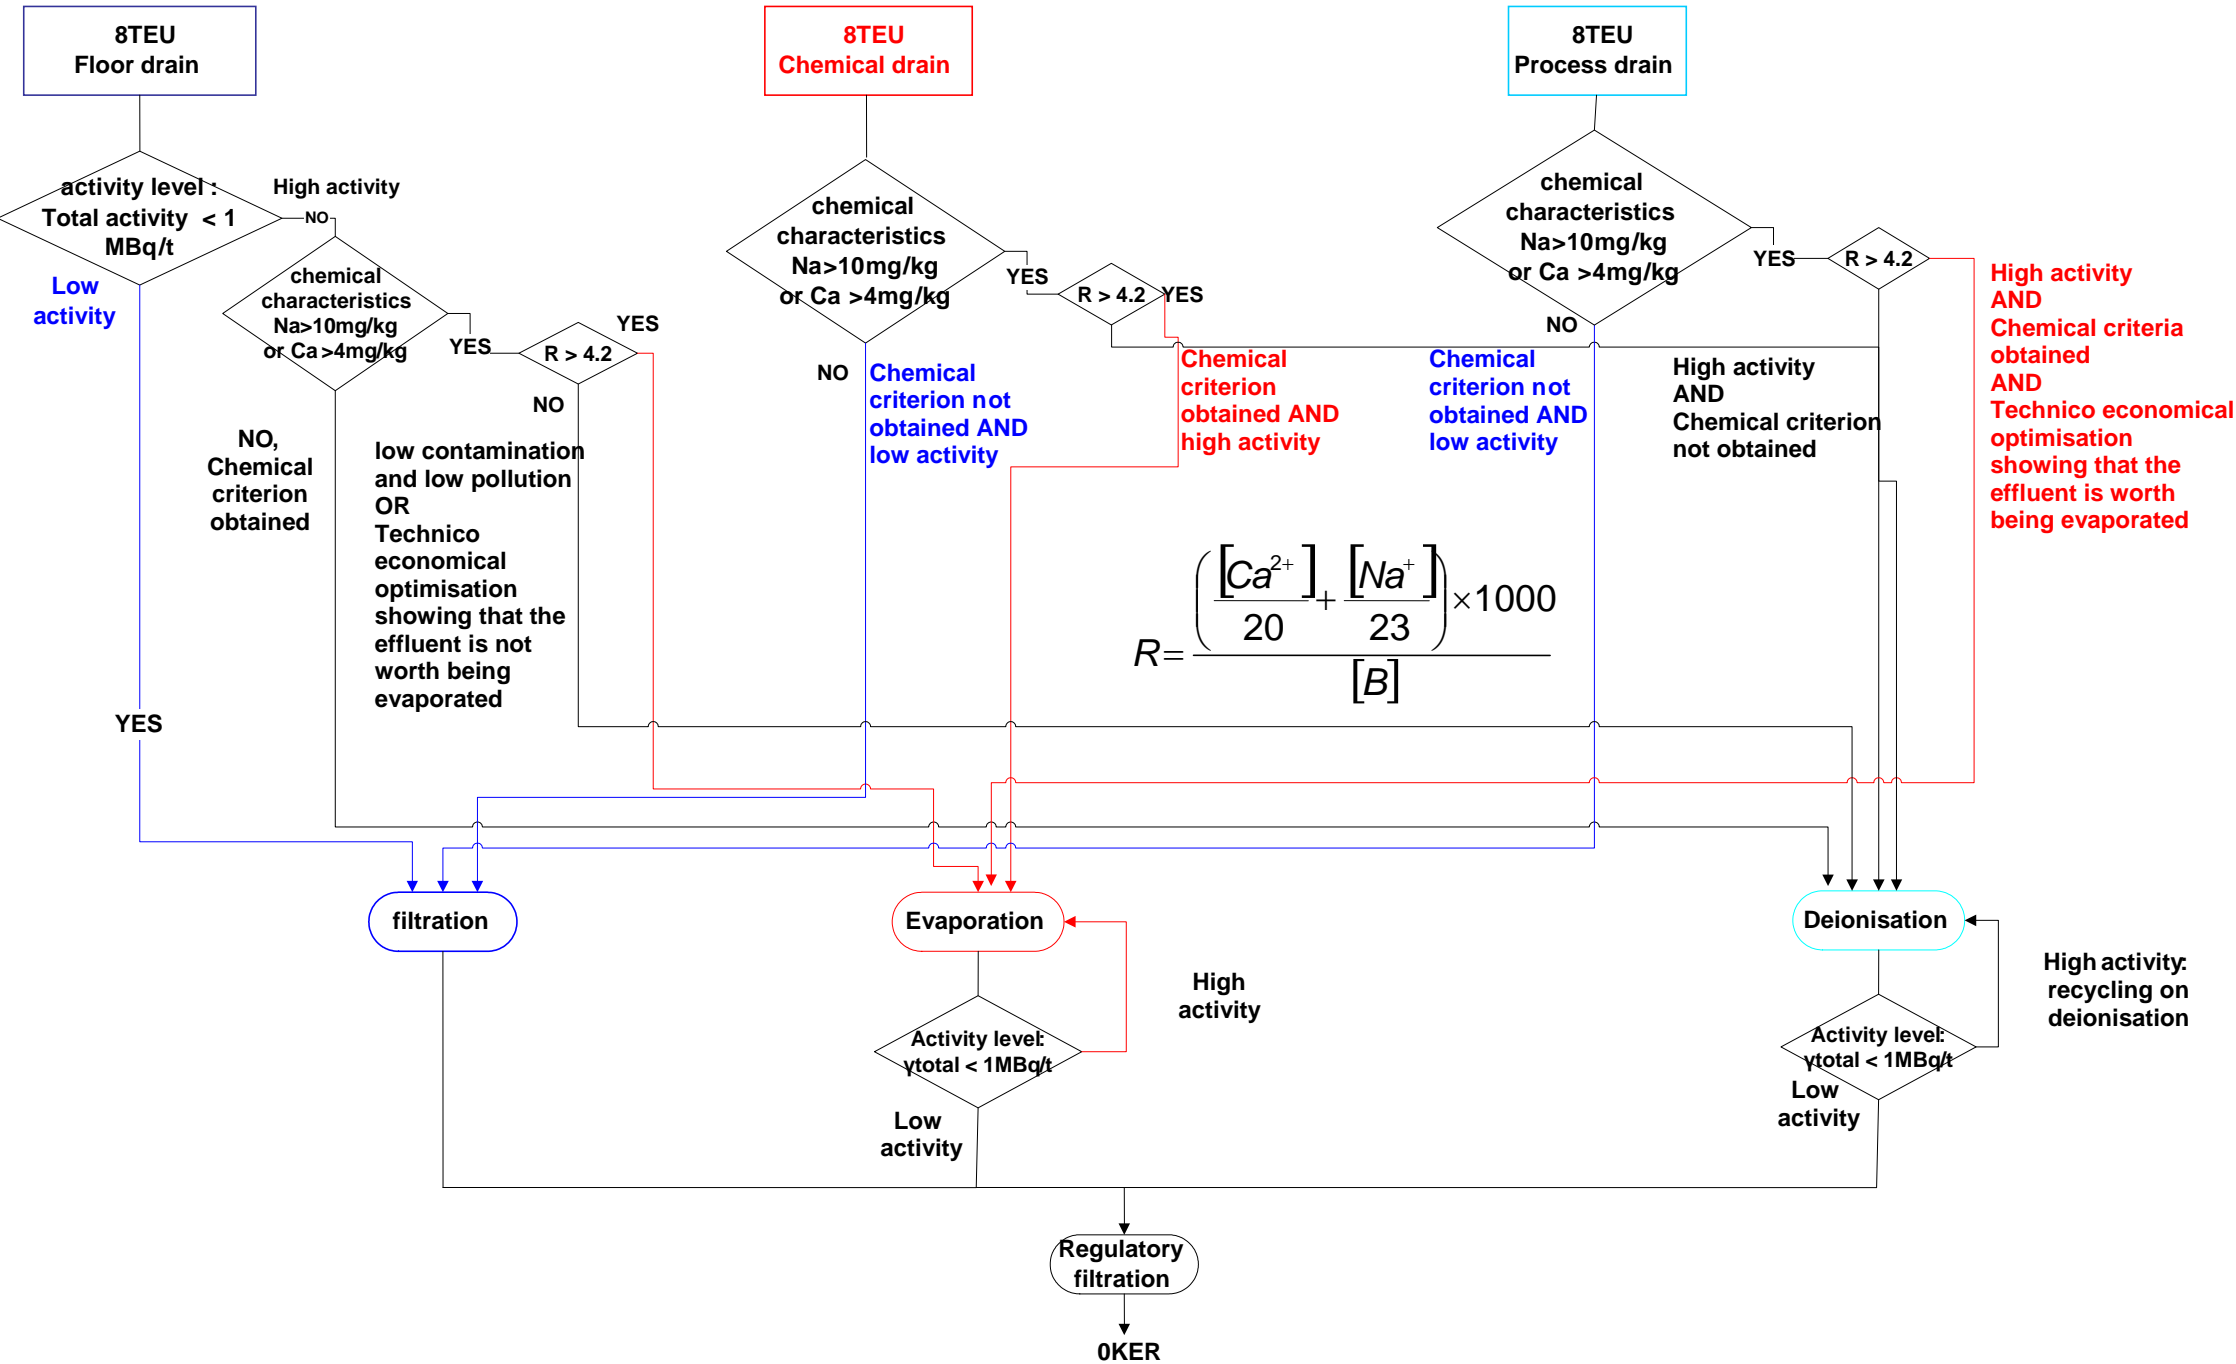 8TEU
Floor drain
8TEU
Chemical drain
8TEU
Process drain
activity level :
Total activity < 1
MBq/t
High activity
NO
Low
activity
chemical
characteristics
Na>10mg/kg
or Ca >4mg/kg
YES
R > 4.2
YES
NO
NO,
Chemical
criterion
obtained
low contamination
and low pollution
OR
Technico
economical
optimisation
showing that the
effluent is not
worth being
evaporated
YES
chemical
characteristics
Na>10mg/kg
or Ca >4mg/kg
YES
R > 4.2
YES
NO
Chemical
criterion not
obtained AND
low activity
Chemical
criterion
obtained AND
high activity
chemical
characteristics
Na>10mg/kg
or Ca >4mg/kg
YES
R > 4.2
NO
Chemical
criterion not
obtained AND
low activity
High activity
AND
Chemical criterion
not obtained
High activity
AND
Chemical criteria
obtained
AND
Technico economical
optimisation
showing that the
effluent is worth
being evaporated
R = (([Ca²⁺]/20 + [Na⁺]/23) ×1000) / [B]
filtration
Evaporation
Deionisation
High
activity
High activity:
recycling on
deionisation
Activity level:
γtotal < 1MBq/t
Low
activity
Activity level:
γtotal < 1MBq/t
Low
activity
Regulatory
filtration
0KER